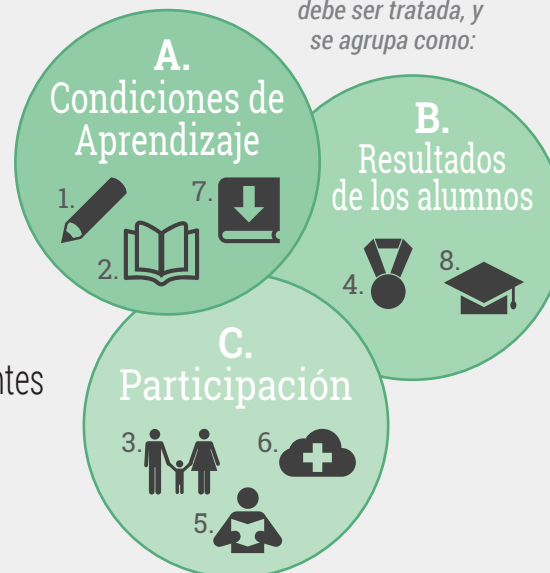 debe ser tratada, y
se agrupa como:
A.
Condiciones de
Aprendizaje
1.
7.
2.
B.
Resultados
de los alumnos
4.
8.
ntes
C.
Participación
3.
6.
5.